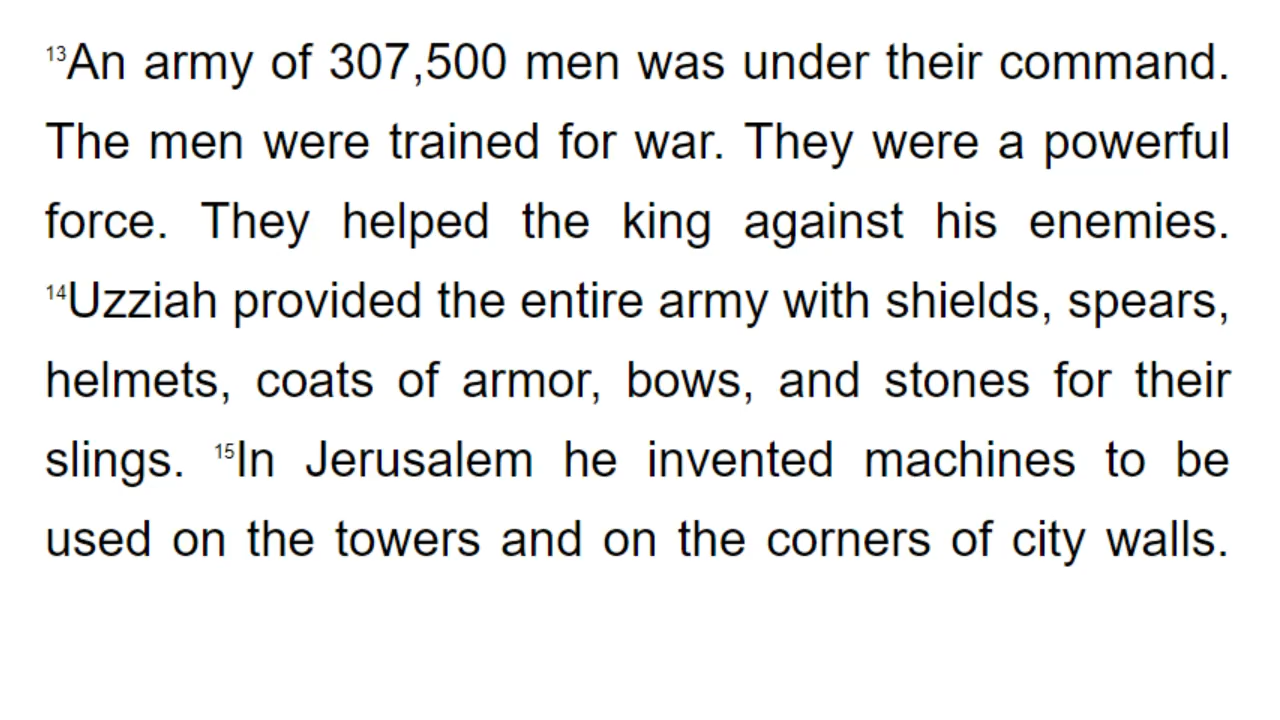 13An army of 307,500 men was under their command.
The men were trained for war. They were a powerful
force. They helped the king against his enemies.
14Uzziah provided the entire army with shields, spears,
helmets, coats of armor, bows, and stones for their
slings. 15In Jerusalem he invented machines to be
used on the towers and on the corners of city walls.